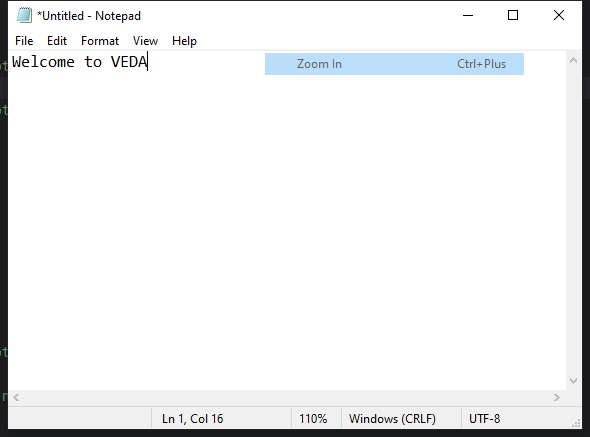 *Untitled - Notepad
File Edit Format View Help
Welcome to VEDA
Zoom In Ctrl+Plus
Ln 1, Col 16 110% Windows (CRLF) UTF-8